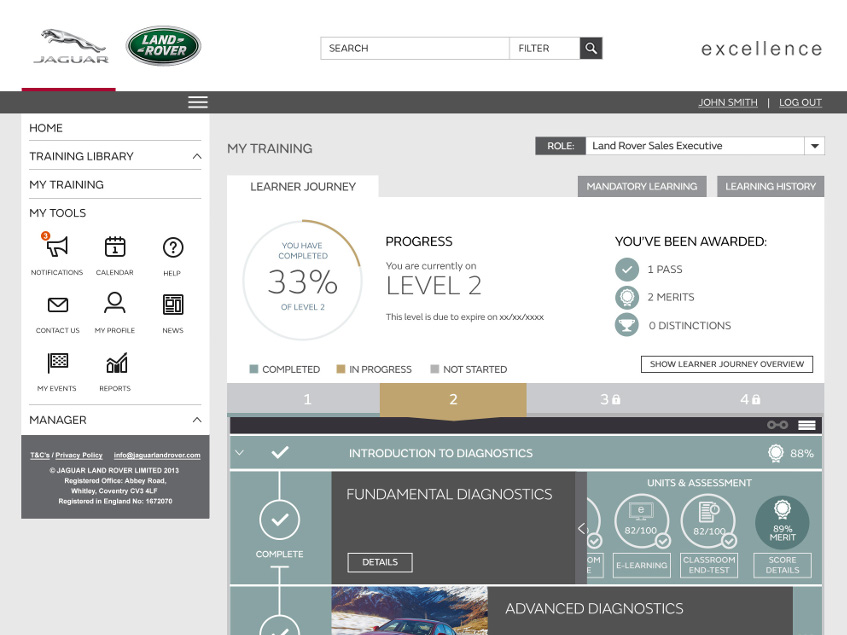 JAGUAR
LAND-
-ROVER
SEARCH
FILTER
excellence
JOHN SMITH | LOG OUT
HOME
TRAINING LIBRARY
MY TRAINING
MY TOOLS
3
NOTIFICATIONS
1
CALENDAR
?
HELP
CONTACT US
MY PROFILE
NEWS
MY EVENTS
REPORTS
MANAGER
T&C's / Privacy Policy info@jaguarlandrover.com
© JAGUAR LAND ROVER LIMITED 2013
Registered Office: Abbey Road,
Whitley, Coventry CV3 4LF
Registered in England No: 1672070
MY TRAINING
ROLE:
Land Rover Sales Executive
LEARNER JOURNEY
MANDATORY LEARNING
LEARNING HISTORY
YOU HAVE
COMPLETED
33%
OF LEVEL 2
PROGRESS
You are currently on
LEVEL 2
This level is due to expire on xx/xx/xxxx
YOU'VE BEEN AWARDED:
1 PASS
2 MERITS
0 DISTINCTIONS
COMPLETED
IN PROGRESS
NOT STARTED
SHOW LEARNER JOURNEY OVERVIEW
1
2
3
4
INTRODUCTION TO DIAGNOSTICS
88%
COMPLETE
FUNDAMENTAL DIAGNOSTICS
DETAILS
UNITS & ASSESSMENT
OM
E
e
82/100
E-LEARNING
82/100
CLASSROOM
END-TEST
89%
MERIT
SCORE
DETAILS
ADVANCED DIAGNOSTICS